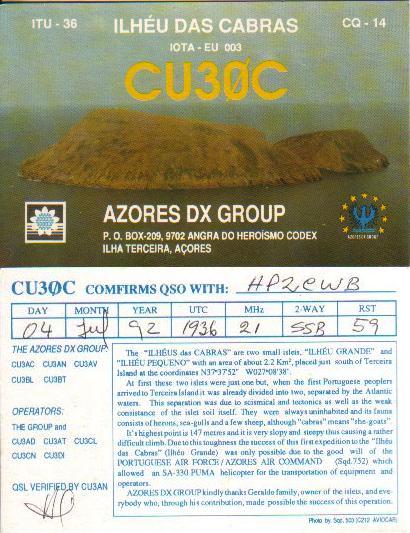 ITU - 36 ILHÉU DAS CABRAS CQ - 14
IOTA - EU 003
CU3ØC
AZORES DX GROUP
P. O. BOX-209, 9702 ANGRA DO HEROÍSMO CODEX
ILHA TERCEIRA, AÇORES
AZORES DX GROUP
CU3ØC COMFIRMS QSO WITH: HP2CWB
DAY MONTH YEAR UTC MHz 2-WAY RST
04 Jul 92 1936 21 SSB 59
THE AZORES DX GROUP:
CU3AC CU3AN CU3AV
CU3BL CU3BT
OPERATORS:
THE GROUP and
CU3AD CU3AT CU3CL
CU3CN CU3DI
QSL VERIFIED BY CU3AN
The "ILHÉUS das CABRAS" are two small islets, "ILHÉU GRANDE" and
"ILHÉU PEQUENO" with an area of about 2.2 Km², placed just south of Terceira
Island at the coordinates N37º37'52" W027º08'38".
At first these two islets were just one but, when the first Portuguese peoplers
arrived to Terceira Island it was already divided into two, separated by the Atlantic
waters. This separation was due to scismical and tectonics as well as the weak
consistance of the islet soil itself. They were always uninhabited and its fauna
consists of herons, sea-gulls and a few sheep, although "cabras" means "she-goats".
It's highest point is 147 metres and it is very slopy and steepy thus causing a rather
difficult climb. Due to this toughness the success of this first expedition to the "Ilhéu
das Cabras" (Ilhéu Grande) was only possible due to the good will of the
PORTUGUESE AIR FORCE / AZORES AIR COMMAND (Sqd.752) which
allowed an SA-330 PUMA helicopter for the transportation of equipment and
operators.
AZORES DX GROUP kindly thanks Geraldo family, owner of the islets, and eve-
rybody who, through his contribution, made possible the success of this operation.
Photo by Sqd. 503 (C212 AVIOCAR)